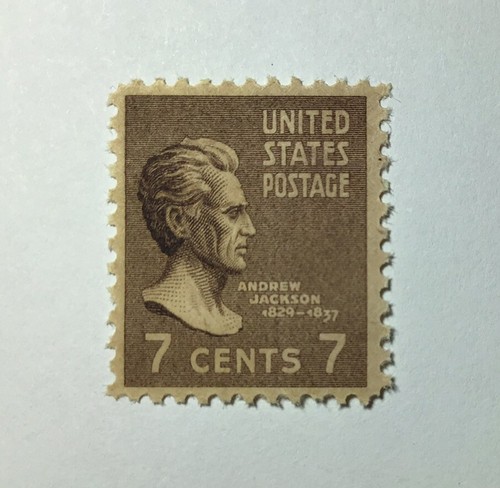 UNITED
STATES
POSTAGE
ANDREW
JACKSON
1829-1837
7 CENTS 7